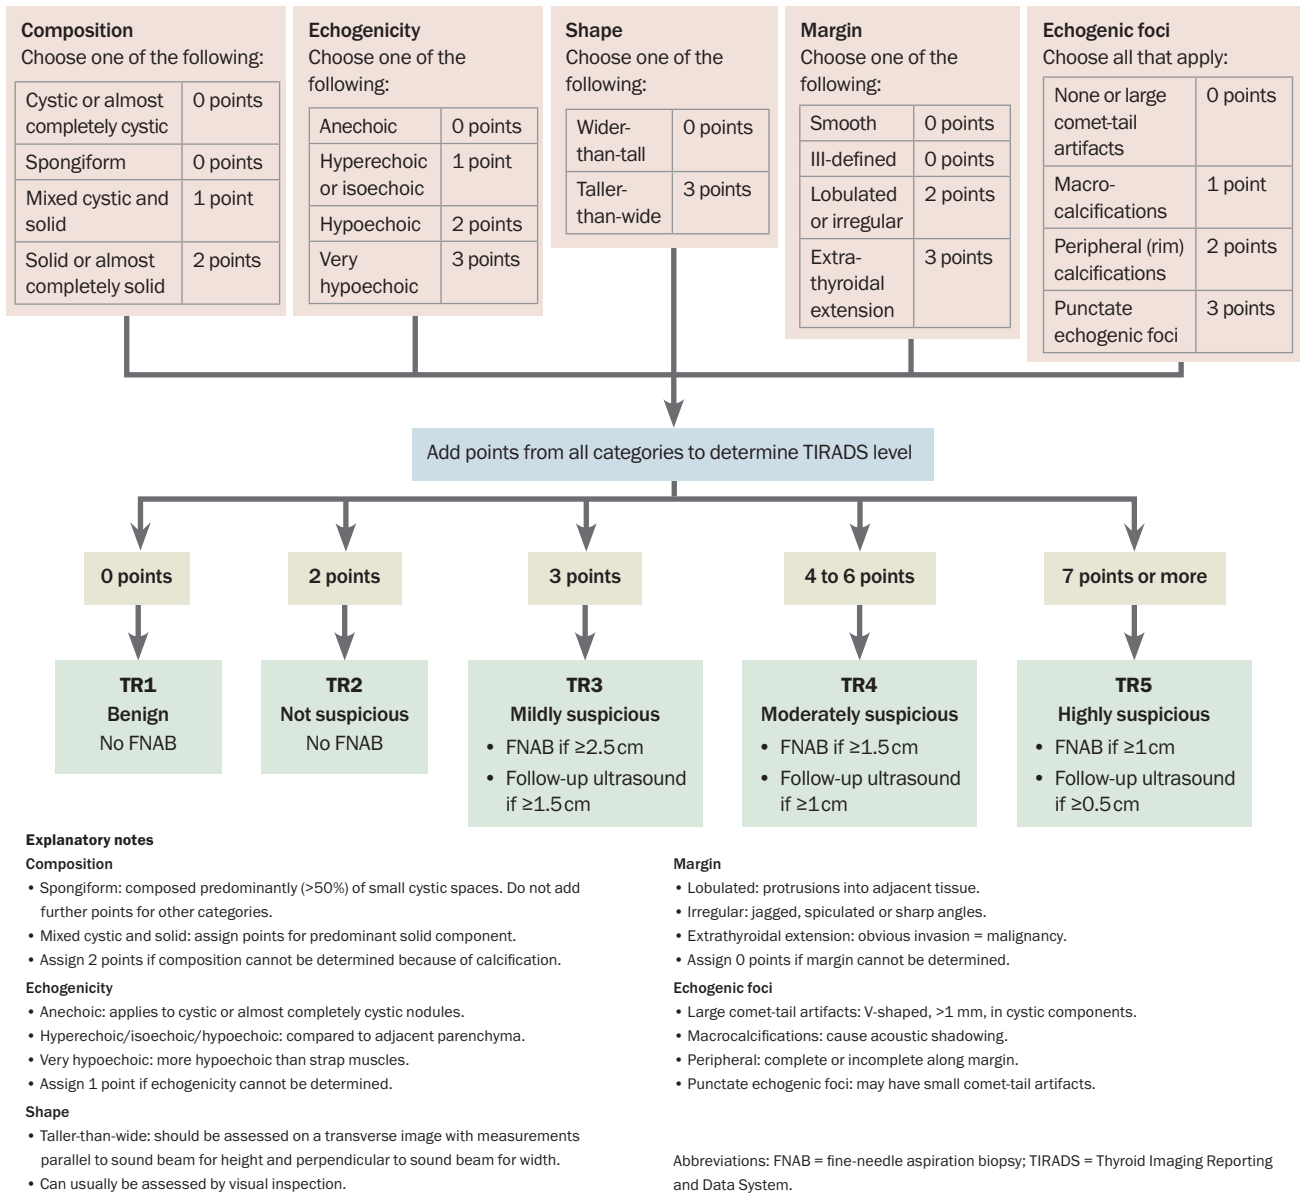 Composition
Choose one of the following:
Cystic or almost
completely cystic
0 points
Spongiform
0 points
Mixed cystic and
solid
1 point
Solid or almost
completely solid
2 points
Echogenicity
Choose one of the
following:
Anechoic
0 points
Hyperechoic
or isoechoic
1 point
Hypoechoic
2 points
Very
hypoechoic
3 points
Shape
Choose one of the
following:
Wider-
than-tall
0 points
Taller-
than-wide
3 points
Margin
Choose one of the
following:
Smooth
0 points
Ill-defined
0 points
Lobulated
or irregular
2 points
Extra-
thyroidal
extension
3 points
Echogenic foci
Choose all that apply:
None or large
comet-tail
artifacts
0 points
Macro-
calcifications
1 point
Peripheral (rim)
calcifications
2 points
Punctate
echogenic foci
3 points
Add points from all categories to determine TIRADS level
0 points
2 points
3 points
4 to 6 points
7 points or more
TR1
Benign
No FNAB
TR2
Not suspicious
No FNAB
TR3
Mildly suspicious
• FNAB if ≥2.5cm
• Follow-up ultrasound
if ≥1.5cm
TR4
Moderately suspicious
• FNAB if ≥1.5cm
• Follow-up ultrasound
if ≥1cm
TR5
Highly suspicious
• FNAB if ≥1cm
• Follow-up ultrasound
if ≥0.5cm
Explanatory notes
Composition
• Spongiform: composed predominantly (>50%) of small cystic spaces. Do not add
further points for other categories.
• Mixed cystic and solid: assign points for predominant solid component.
• Assign 2 points if composition cannot be determined because of calcification.
Echogenicity
• Anechoic: applies to cystic or almost completely cystic nodules.
• Hyperechoic/isoechoic/hypoechoic: compared to adjacent parenchyma.
• Very hypoechoic: more hypoechoic than strap muscles.
• Assign 1 point if echogenicity cannot be determined.
Shape
• Taller-than-wide: should be assessed on a transverse image with measurements
parallel to sound beam for height and perpendicular to sound beam for width.
• Can usually be assessed by visual inspection.
Margin
• Lobulated: protrusions into adjacent tissue.
• Irregular: jagged, spiculated or sharp angles.
• Extrathyroidal extension: obvious invasion = malignancy.
• Assign 0 points if margin cannot be determined.
Echogenic foci
• Large comet-tail artifacts: V-shaped, >1 mm, in cystic components.
• Macrocalcifications: cause acoustic shadowing.
• Peripheral: complete or incomplete along margin.
• Punctate echogenic foci: may have small comet-tail artifacts.
Abbreviations: FNAB = fine-needle aspiration biopsy; TIRADS = Thyroid Imaging Reporting
and Data System.